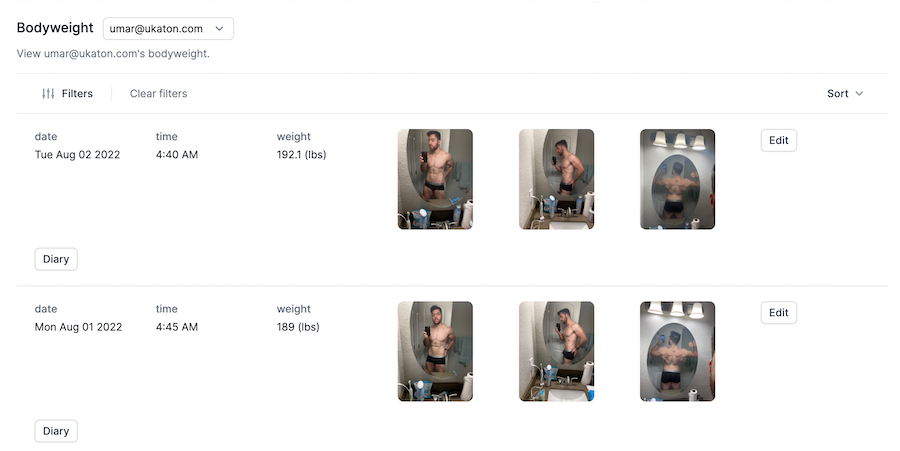 Bodyweight umar@ukaton.com
View umar@ukaton.com's bodyweight.
Filters Clear filters Sort
date time weight Edit
Tue Aug 02 2022 4:40 AM 192.1 (lbs)
Diary
date time weight Edit
Mon Aug 01 2022 4:45 AM 189 (lbs)
Diary